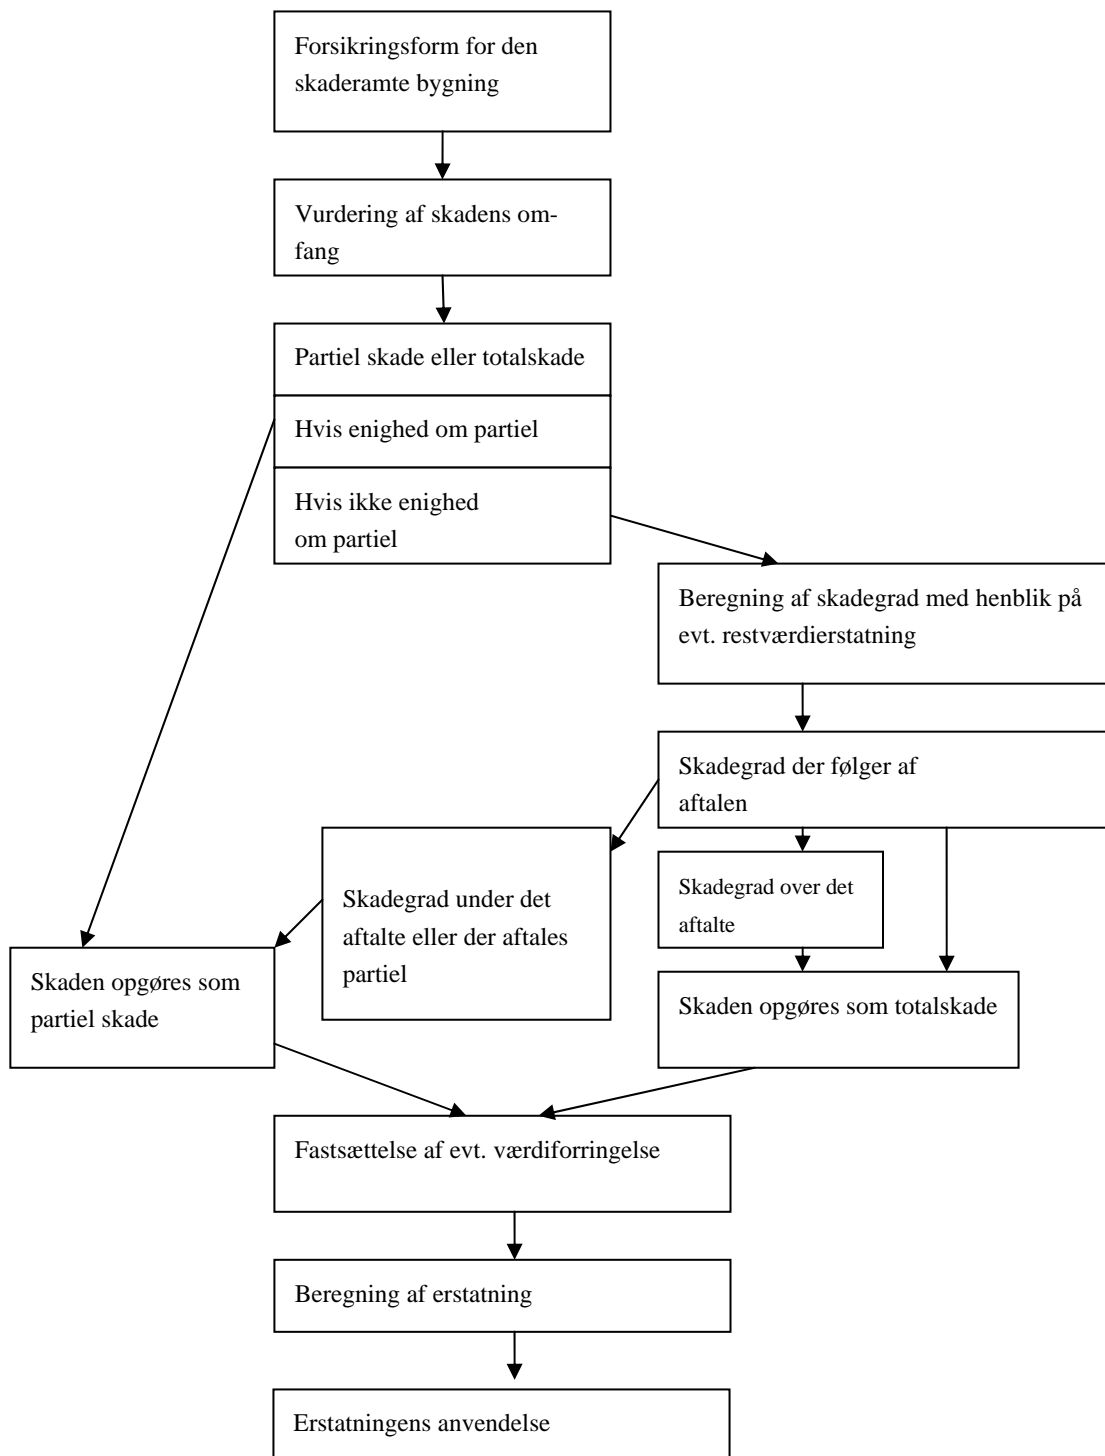 Forsikringsform for den
skaderamte bygning
Vurdering af skadens om-
fang
Partiel skade eller totalskade
Hvis enighed om partiel
Hvis ikke enighed
om partiel
Beregning af skadegrad med henblik på
evt. restværdierstatning
Skadegrad der følger af
aftalen
Skadegrad over det
aftalte
Skadegrad under det
aftalte eller der aftales
partiel
Skaden opgøres som
partiel skade
Skaden opgøres som totalskade
Fastsættelse af evt. værdiforringelse
Beregning af erstatning
Erstatningens anvendelse